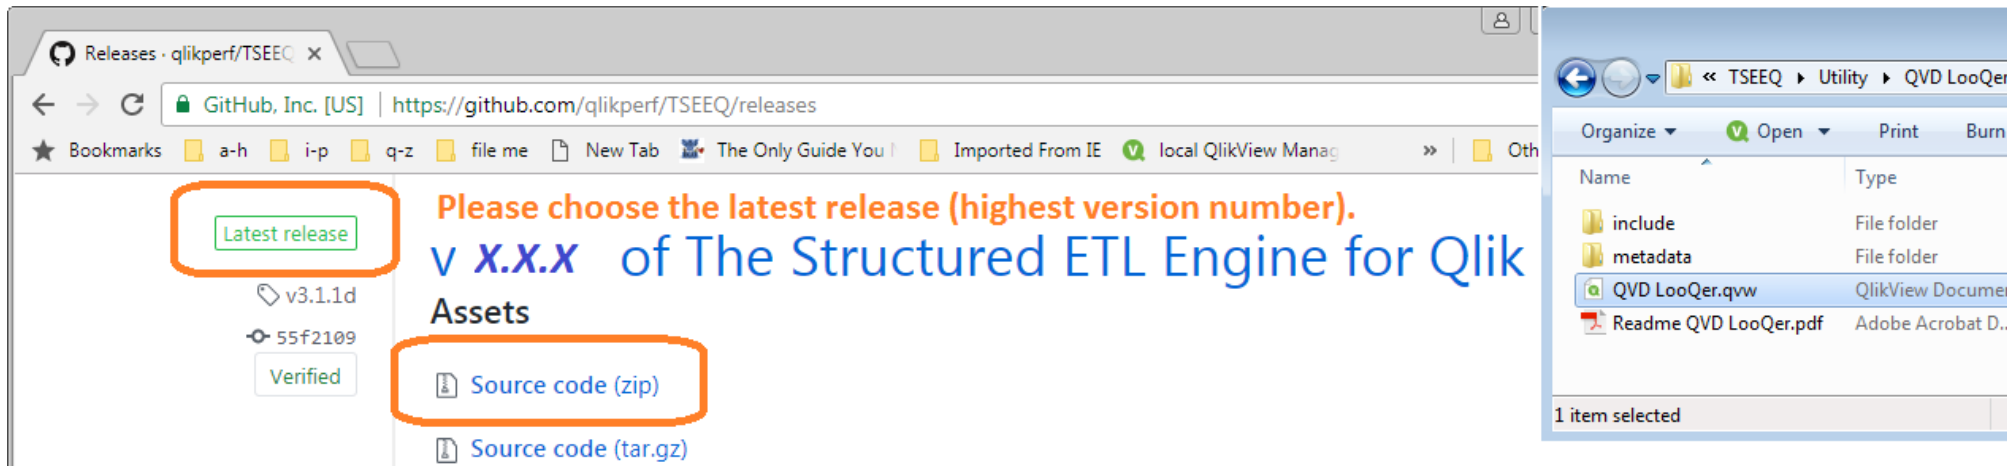 Releases · qlikperf/TSEEQ
GitHub, Inc. [US] | https://github.com/qlikperf/TSEEQ/releases
Bookmarks a-h i-p q-z file me New Tab The Only Guide You Imported From IE local QlikView Manag » Oth
Latest release
v3.1.1d
55f2109
Verified
Please choose the latest release (highest version number).
v X.X.X of The Structured ETL Engine for Qlik
Assets
Source code (zip)
Source code (tar.gz)
« TSEEQ Utility QVD LooQer
Organize Open Print Burn
Name Type
include File folder
metadata File folder
QVD LooQer.qvw QlikView Documen
Readme QVD LooQer.pdf Adobe Acrobat D...
1 item selected